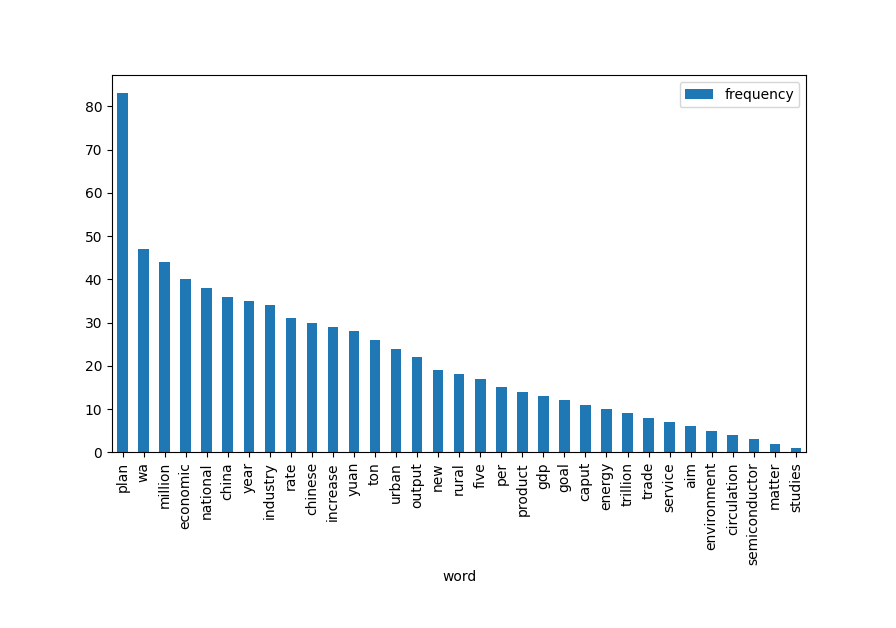 frequency
80
70
60
50
40
30
20
10
0
plan
wa
million
economic
national
china
year
industry
rate
chinese
increase
yuan
ton
urban
output
new
rural
five
per
product
gdp
goal
caput
energy
trillion
trade
service
aim
environment
circulation
semiconductor
matter
studies
word